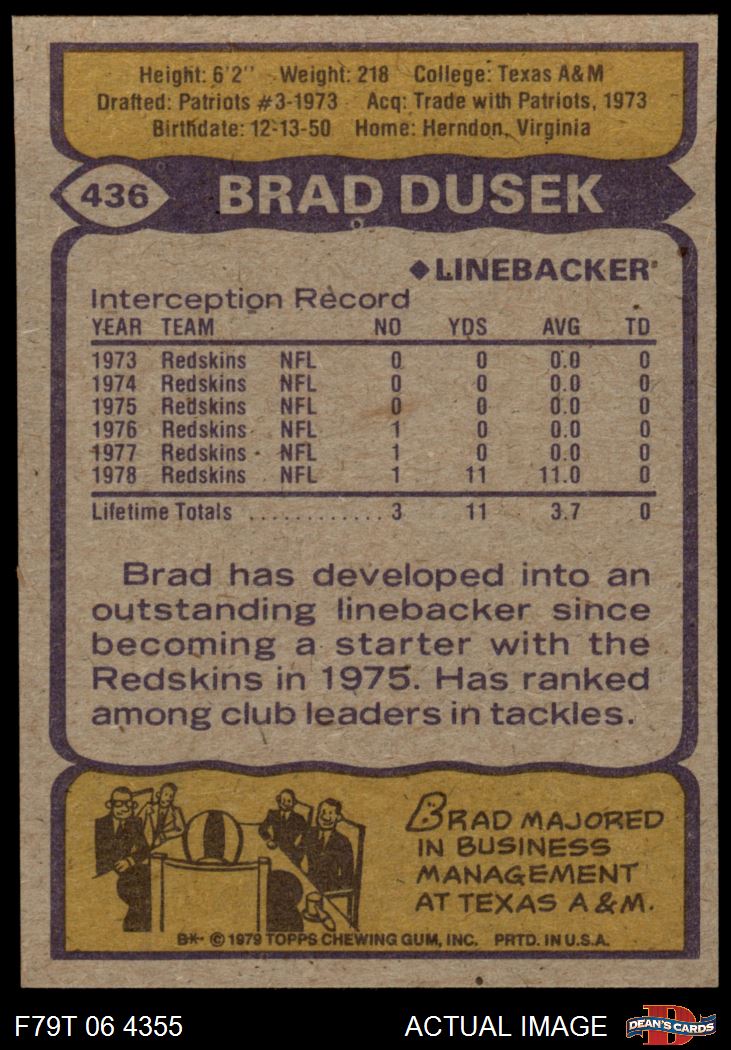 Height: 6'2" Weight: 218 College: Texas A&M
Drafted: Patriots #3-1973 Acq: Trade with Patriots, 1973
Birthdate: 12-13-50 Home: Herndon, Virginia
436 BRAD DUSEK
◆LINEBACKER
Interception Record
YEAR TEAM NO YDS AVG TD
1973 Redskins NFL 0 0 0.0 0
1974 Redskins NFL 0 0 0.0 0
1975 Redskins NFL 0 0 0.0 0
1976 Redskins NFL 1 0 0.0 0
1977 Redskins NFL 1 0 0.0 0
1978 Redskins NFL 1 11 11.0 0
Lifetime Totals ............ 3 11 3.7 0
Brad has developed into an
outstanding linebacker since
becoming a starter with the
Redskins in 1975. Has ranked
among club leaders in tackles.
BRAD MAJORED
IN BUSINESS
MANAGEMENT
AT TEXAS A&M.
B** © 1979 TOPPS CHEWING GUM, INC. PRTD. IN U.S.A.
F79T 06 4355 ACTUAL IMAGE DEAN'S CARDS